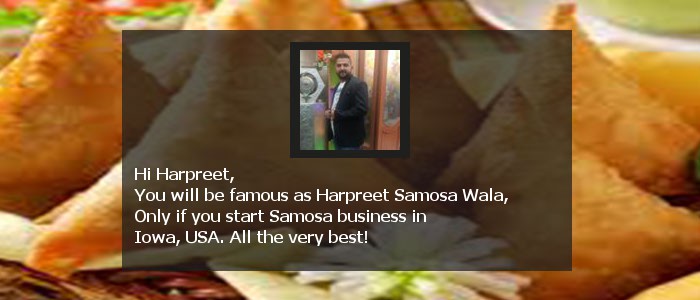 Hi Harpreet,
You will be famous as Harpreet Samosa Wala,
Only if you start Samosa business in
Iowa, USA. All the very best!